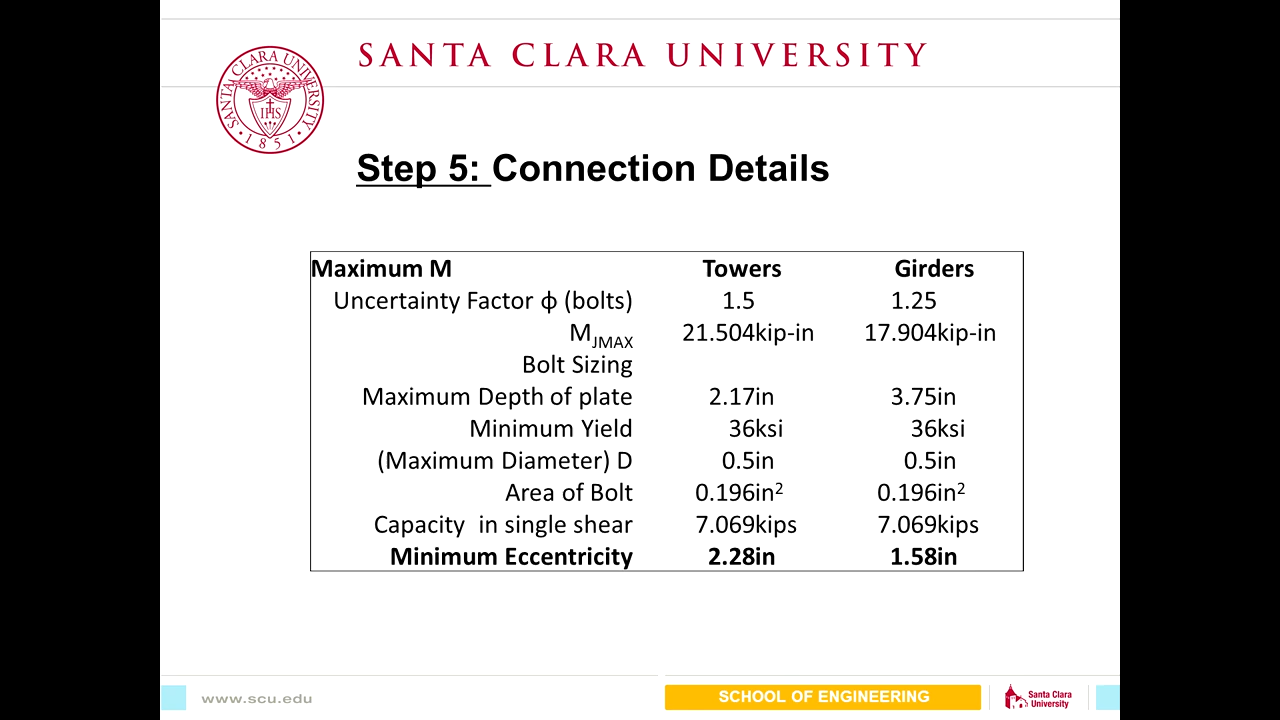 SANTA CLARA UNIVERSITY
SANTA CLARA UNIVERSITY
IHS
· 1851 ·
Step 5: Connection Details
Maximum M Towers Girders
Uncertainty Factor ϕ (bolts) 1.5 1.25
MJMAX 21.504kip-in 17.904kip-in
Bolt Sizing
Maximum Depth of plate 2.17in 3.75in
Minimum Yield 36ksi 36ksi
(Maximum Diameter) D 0.5in 0.5in
Area of Bolt 0.196in² 0.196in²
Capacity in single shear 7.069kips 7.069kips
Minimum Eccentricity 2.28in 1.58in
www.scu.edu
SCHOOL OF ENGINEERING
Santa Clara
University